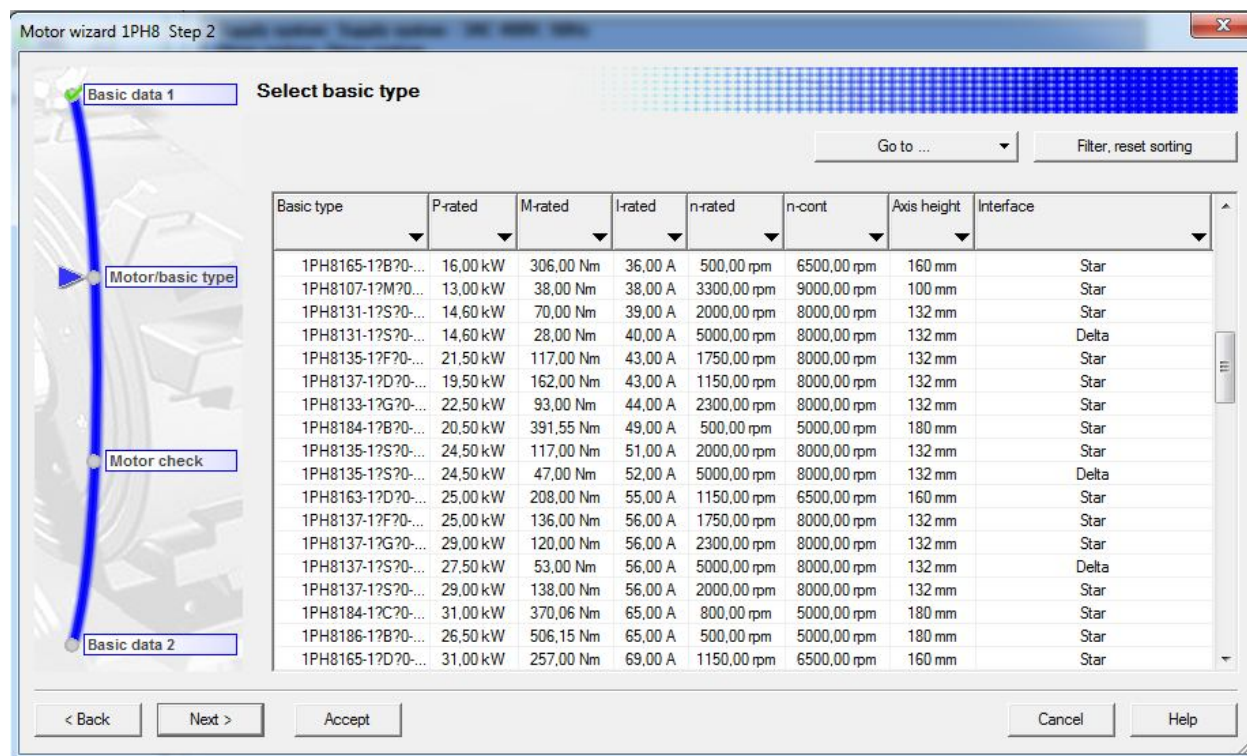 Motor wizard 1PH8 Step 2
Basic data 1
Select basic type
Go to ...
Filter, reset sorting
Basic type P-rated M-rated I-rated n-rated n-cont Axis height Interface
1PH8165-1?B?0-... 16,00 kW 306,00 Nm 36,00 A 500,00 rpm 6500,00 rpm 160 mm Star
Motor/basic type
1PH8107-1?M?0... 13,00 kW 38,00 Nm 38,00 A 3300,00 rpm 9000,00 rpm 100 mm Star
1PH8131-1?S?0-... 14,60 kW 70,00 Nm 39,00 A 2000,00 rpm 8000,00 rpm 132 mm Star
1PH8131-1?S?0-... 14,60 kW 28,00 Nm 40,00 A 5000,00 rpm 8000,00 rpm 132 mm Delta
1PH8135-1?F?0-... 21,50 kW 117,00 Nm 43,00 A 1750,00 rpm 8000,00 rpm 132 mm Star
1PH8137-1?D?0-... 19,50 kW 162,00 Nm 43,00 A 1150,00 rpm 8000,00 rpm 132 mm Star
1PH8133-1?G?0-... 22,50 kW 93,00 Nm 44,00 A 2300,00 rpm 8000,00 rpm 132 mm Star
1PH8184-1?B?0-... 20,50 kW 391,55 Nm 49,00 A 500,00 rpm 5000,00 rpm 180 mm Star
1PH8135-1?S?0-... 24,50 kW 117,00 Nm 51,00 A 2000,00 rpm 8000,00 rpm 132 mm Star
Motor check
1PH8135-1?S?0-... 24,50 kW 47,00 Nm 52,00 A 5000,00 rpm 8000,00 rpm 132 mm Delta
1PH8163-1?D?0-... 25,00 kW 208,00 Nm 55,00 A 1150,00 rpm 6500,00 rpm 160 mm Star
1PH8137-1?F?0-... 25,00 kW 136,00 Nm 56,00 A 1750,00 rpm 8000,00 rpm 132 mm Star
1PH8137-1?G?0-... 29,00 kW 120,00 Nm 56,00 A 2300,00 rpm 8000,00 rpm 132 mm Star
1PH8137-1?S?0-... 27,50 kW 53,00 Nm 56,00 A 5000,00 rpm 8000,00 rpm 132 mm Delta
1PH8137-1?S?0-... 29,00 kW 138,00 Nm 56,00 A 2000,00 rpm 8000,00 rpm 132 mm Star
1PH8184-1?C?0-... 31,00 kW 370,06 Nm 65,00 A 800,00 rpm 5000,00 rpm 180 mm Star
1PH8186-1?B?0-... 26,50 kW 506,15 Nm 65,00 A 500,00 rpm 5000,00 rpm 180 mm Star
Basic data 2
1PH8165-1?D?0-... 31,00 kW 257,00 Nm 69,00 A 1150,00 rpm 6500,00 rpm 160 mm Star
< Back
Next >
Accept
Cancel
Help